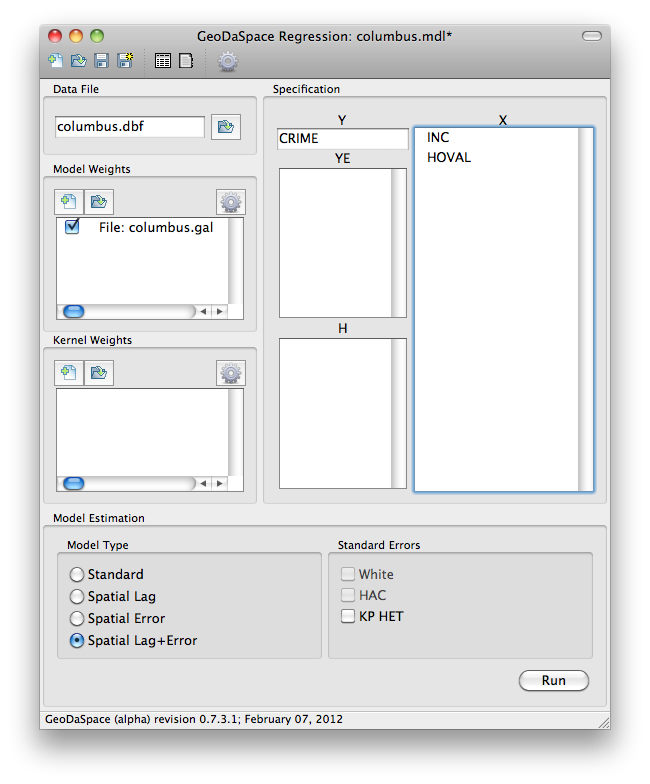 GeoDaSpace Regression: columbus.mdl*
Data File
columbus.dbf
Model Weights
File: columbus.gal
Kernel Weights
Specification
Y
CRIME
YE
H
X
INC
HOVAL
Model Estimation
Model Type
Standard
Spatial Lag
Spatial Error
Spatial Lag+Error
Standard Errors
White
HAC
KP HET
Run
GeoDaSpace (alpha) revision 0.7.3.1; February 07, 2012